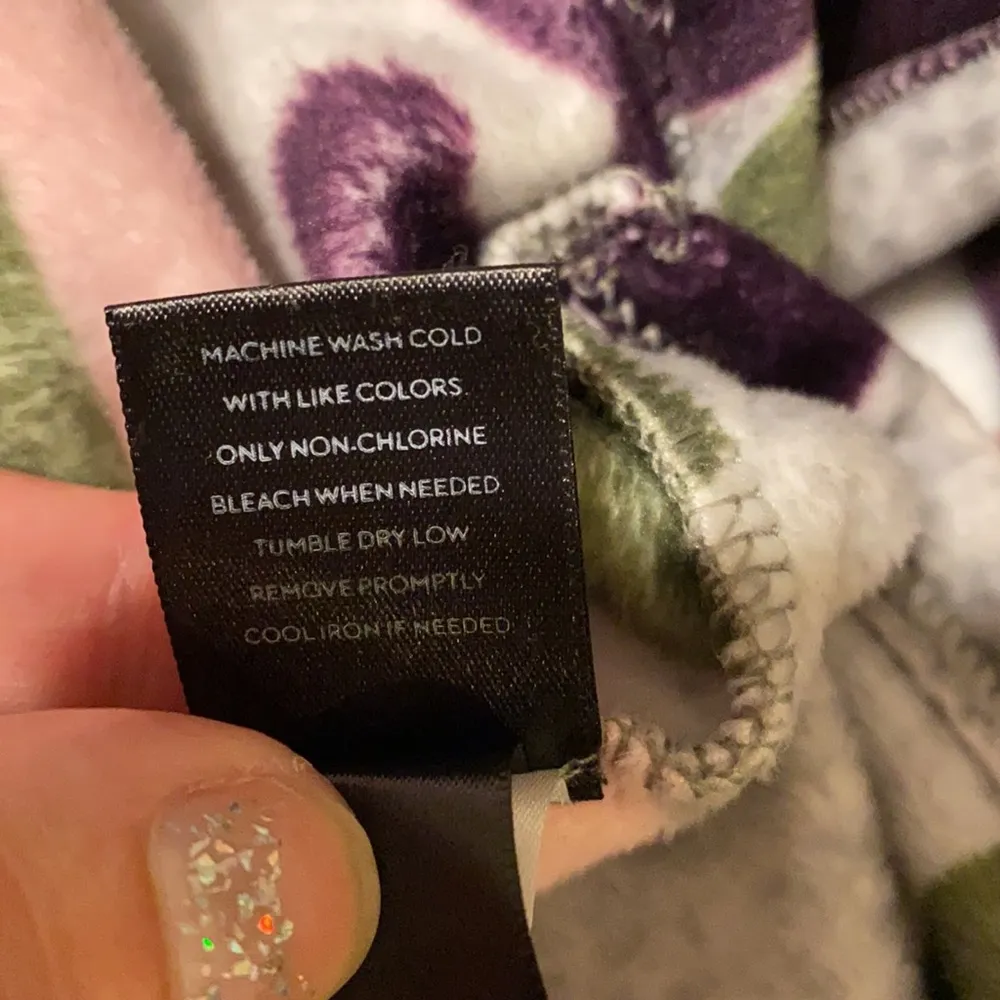 MACHINE WASH COLD
WITH LIKE COLORS.
ONLY NON-CHLORINE
BLEACH WHEN NEEDED.
TUMBLE DRY LOW
REMOVE PROMPTLY
COOL IRON IF NEEDED